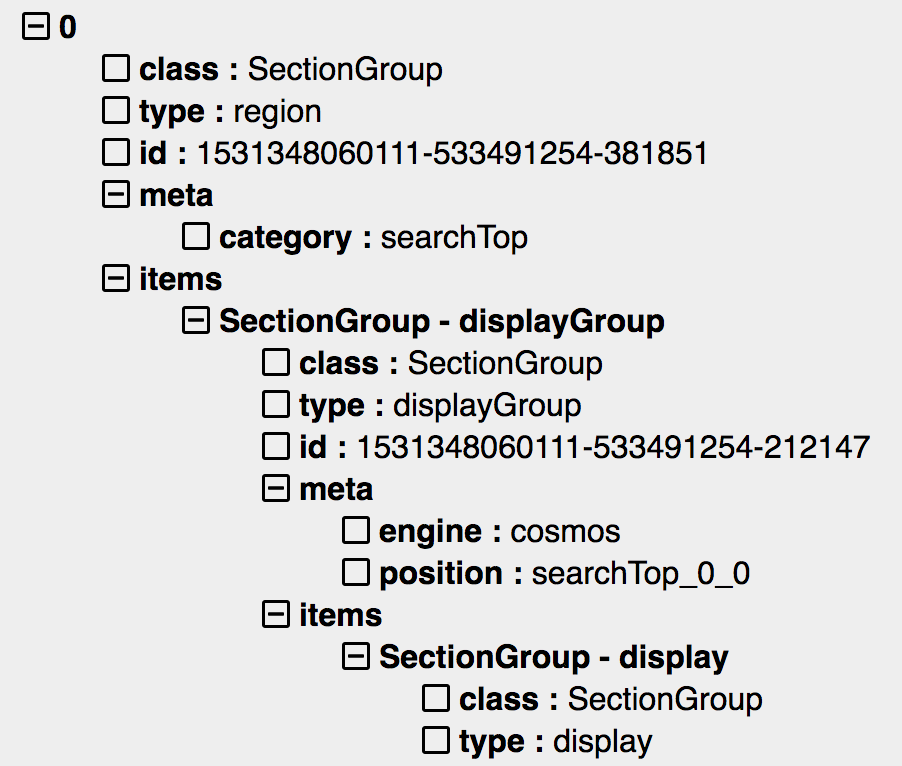 0
class : SectionGroup
type : region
id : 1531348060111-533491254-381851
meta
category : searchTop
items
SectionGroup - displayGroup
class : SectionGroup
type : displayGroup
id : 1531348060111-533491254-212147
meta
engine : cosmos
position : searchTop_0_0
items
SectionGroup - display
class : SectionGroup
type : display